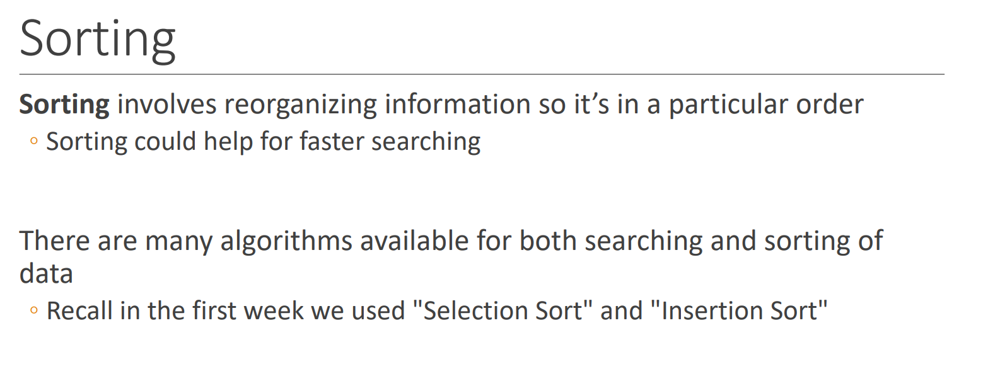 Sorting
Sorting involves reorganizing information so it’s in a particular order
◦ Sorting could help for faster searching
There are many algorithms available for both searching and sorting of
data
◦ Recall in the first week we used "Selection Sort" and "Insertion Sort"